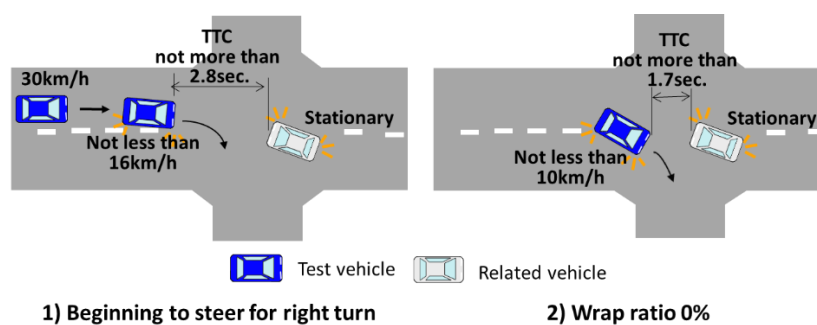 TTC
not more than
2.8sec.
30km/h
Stationary
Not less than
16km/h
TTC
not more than
1.7sec.
Stationary
Not less than
10km/h
Test vehicle
Related vehicle
1) Beginning to steer for right turn
2) Wrap ratio 0%